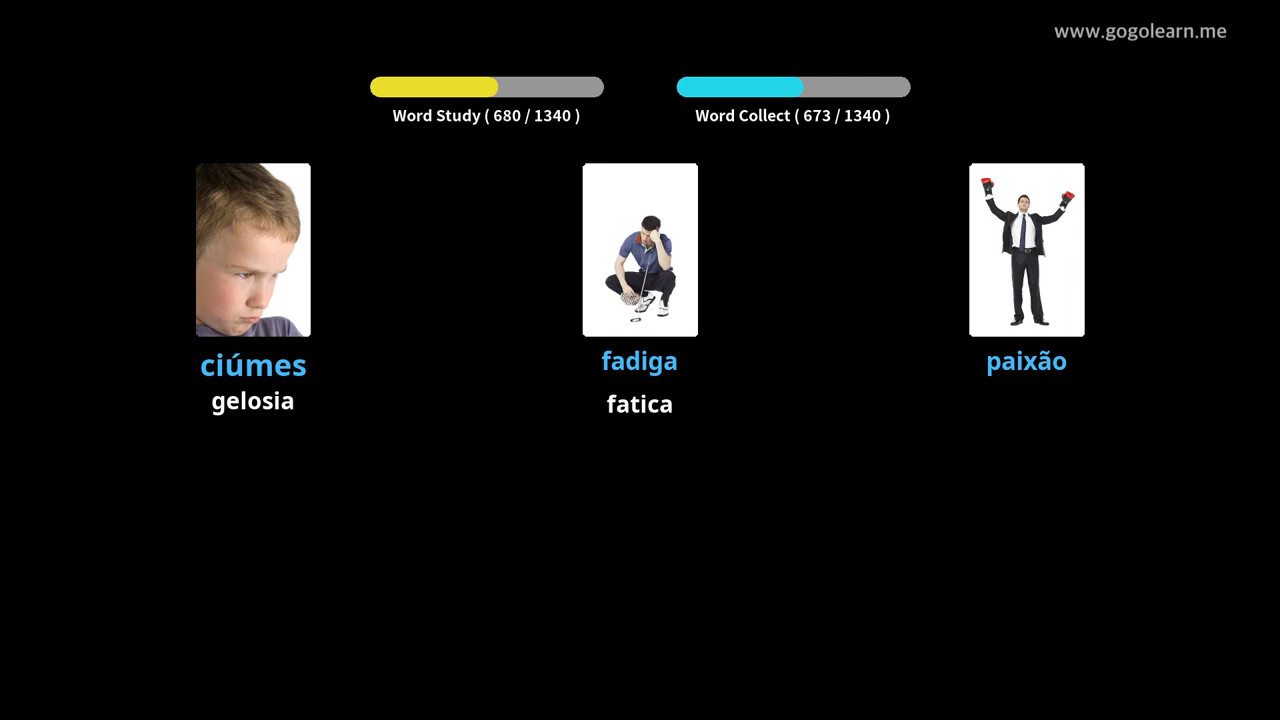 www.gogolearn.me
Word Study ( 680 / 1340 )
Word Collect ( 673 / 1340 )
ciúmes
gelosia
fadiga
fatica
paixão